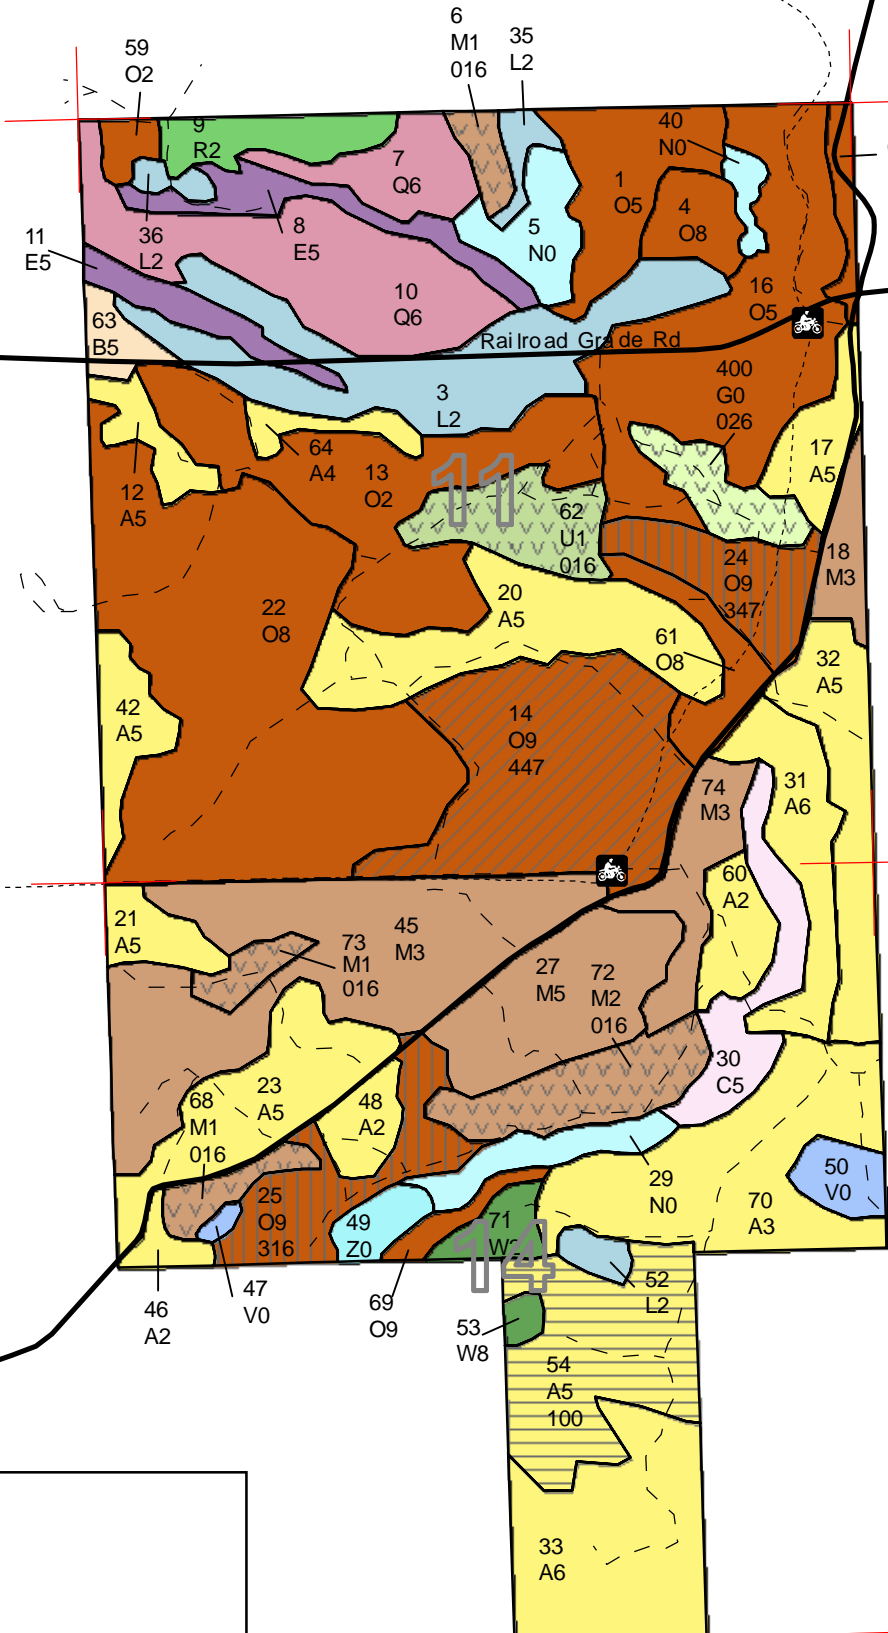 6
M1
016
35
L2
59
O2
9
R2
40
N0
7
Q6
1
O5
4
O8
36
L2
8
E5
5
N0
11
E5
10
Q6
16
O5
63
B5
Railroad Grade Rd
3
L2
400
G0
026
64
A4
13
O2
11
17
A5
12
A5
62
U1
016
24
O9
347
18
M3
20
A5
22
O8
61
O8
32
A5
42
A5
14
O9
447
74
M3
31
A6
60
A2
21
A5
45
M3
73
M1
016
27
M5
72
M2
016
30
C5
23
A5
48
A2
68
M1
016
29
N0
50
V0
25
O9
316
49
Z0
71
70
A3
14
47
V0
46
A2
69
O9
52
L2
53
W8
54
A5
100
33
A6